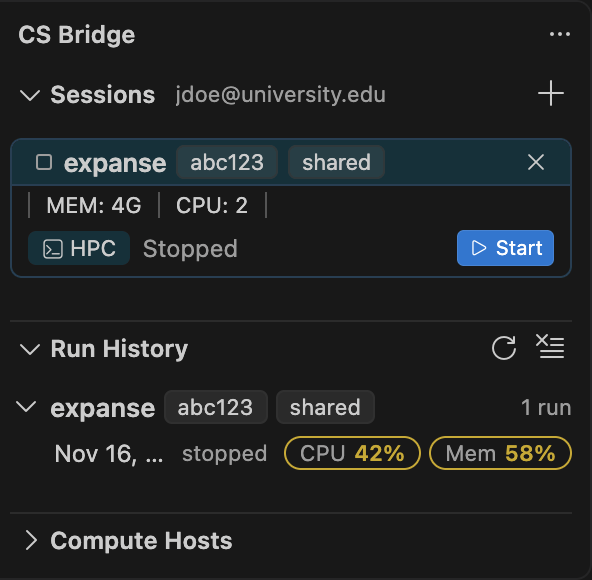 CS Bridge
Sessions jdoe@university.edu
expanse abc123 shared
MEM: 4G CPU: 2
HPC Stopped Start
Run History
expanse abc123 shared 1 run
Nov 16, ... stopped CPU 42% Mem 58%
Compute Hosts